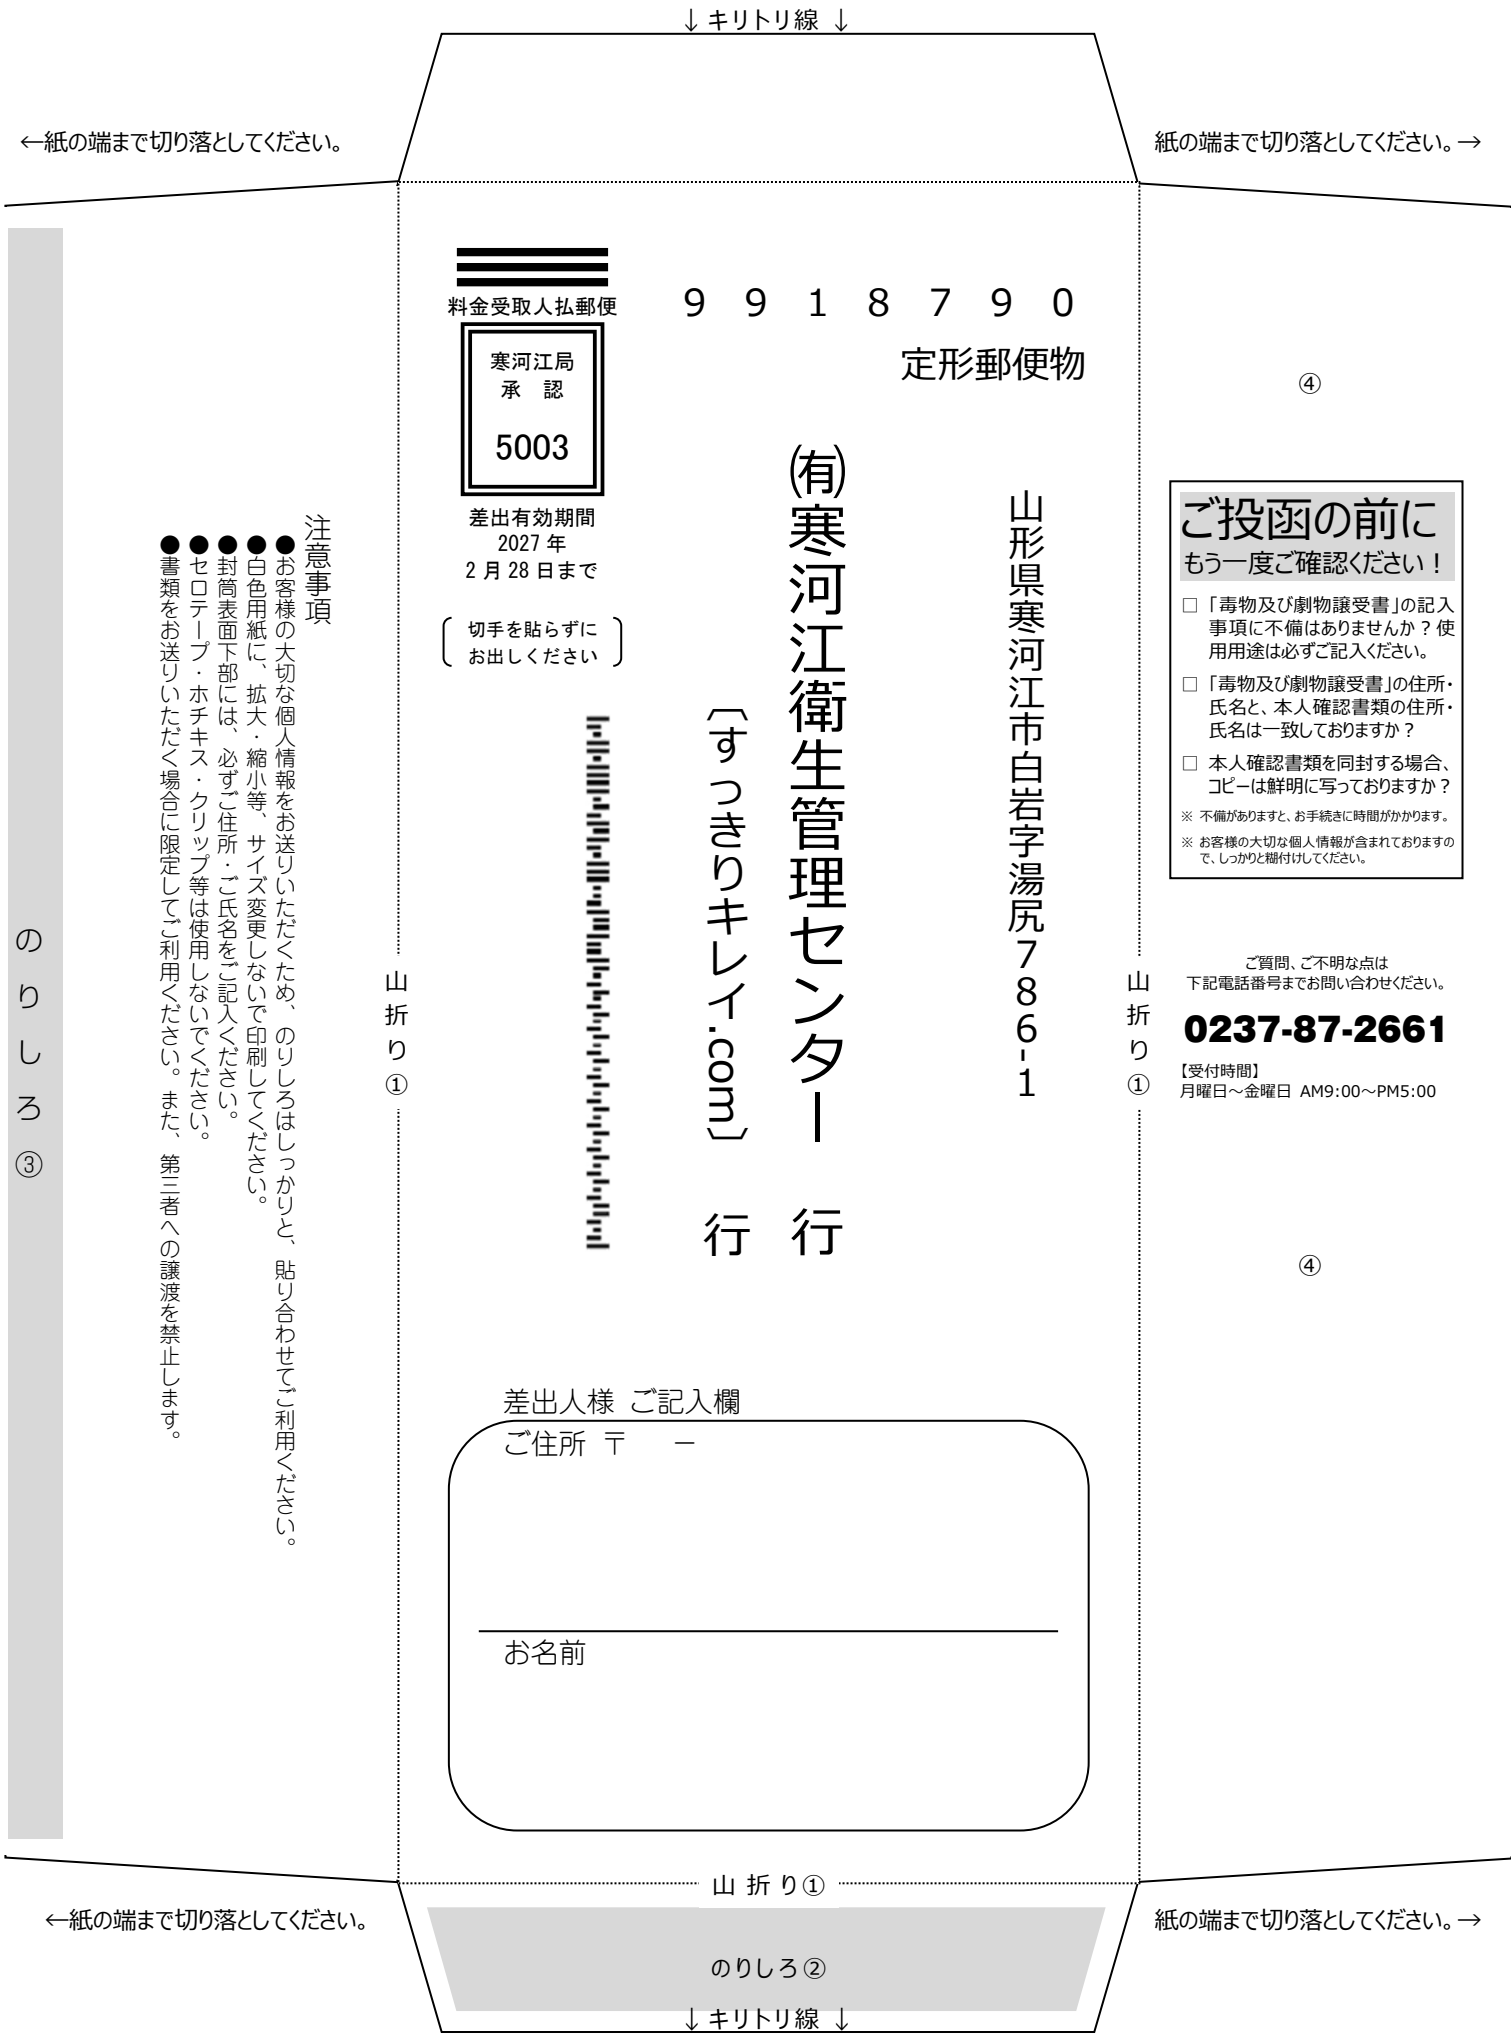 ↓キリトリ線 ↓
←紙の端まで切り落としてください。
紙の端まで切り落としてください。→
料金受取人払郵便
寒河江局
承 認
5003
差出有効期間
2027 年
2 月 28 日まで
切手を貼らずに
お出しください
9 9 1 8 7 9 0
定形郵便物
山形県寒河江市白岩字湯尻786-1
㈲寒河江衛生管理センター 行
〔すっきりキレイ.com〕 行
注意事項
●お客様の大切な個人情報をお送りいただくため、のりしろはしっかりと、貼り合わせてご利用ください。
●白色用紙に、拡大・縮小等、サイズ変更しないで印刷してください。
●封筒表面下部には、必ずご住所・ご氏名をご記入ください。
●セロテープ・ホチキス・クリップ等は使用しないでください。
●書類をお送りいただく場合に限定してご利用ください。また、第三者への譲渡を禁止します。
のりしろ③
山折り①
山折り①
④
ご投函の前に
もう一度ご確認ください！
□ 「毒物及び劇物譲受書」の記入
事項に不備はありませんか？使
用用途は必ずご記入ください。
□ 「毒物及び劇物譲受書」の住所・
氏名と、本人確認書類の住所・
氏名は一致しておりますか？
□ 本人確認書類を同封する場合、
コピーは鮮明に写っておりますか？
※ 不備がありますと、お手続きに時間がかかります。
※ お客様の大切な個人情報が含まれておりますの
で、しっかりと糊付けしてください。
ご質問、ご不明な点は
下記電話番号までお問い合わせください。
0237-87-2661
【受付時間】
月曜日～金曜日 AM9:00～PM5:00
④
差出人様 ご記入欄
ご住所 〒 －
お名前
山 折 り①
←紙の端まで切り落としてください。
紙の端まで切り落としてください。→
のりしろ②
↓キリトリ線 ↓